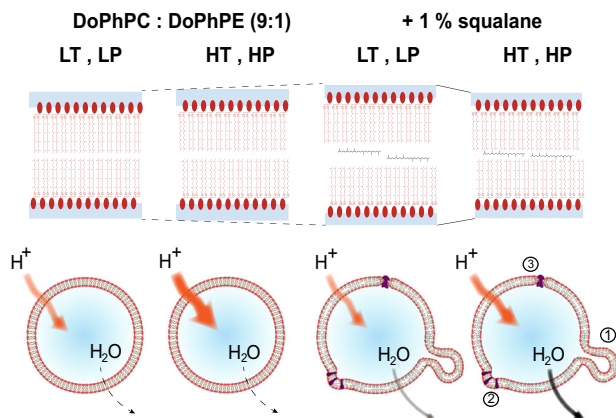 DoPhPC : DoPhPE (9:1)
+ 1 % squalane
LT , LP
HT , HP
LT , LP
HT , HP
H+
H2O
H+
H2O
H+
H2O
H+
H2O
③
①
②